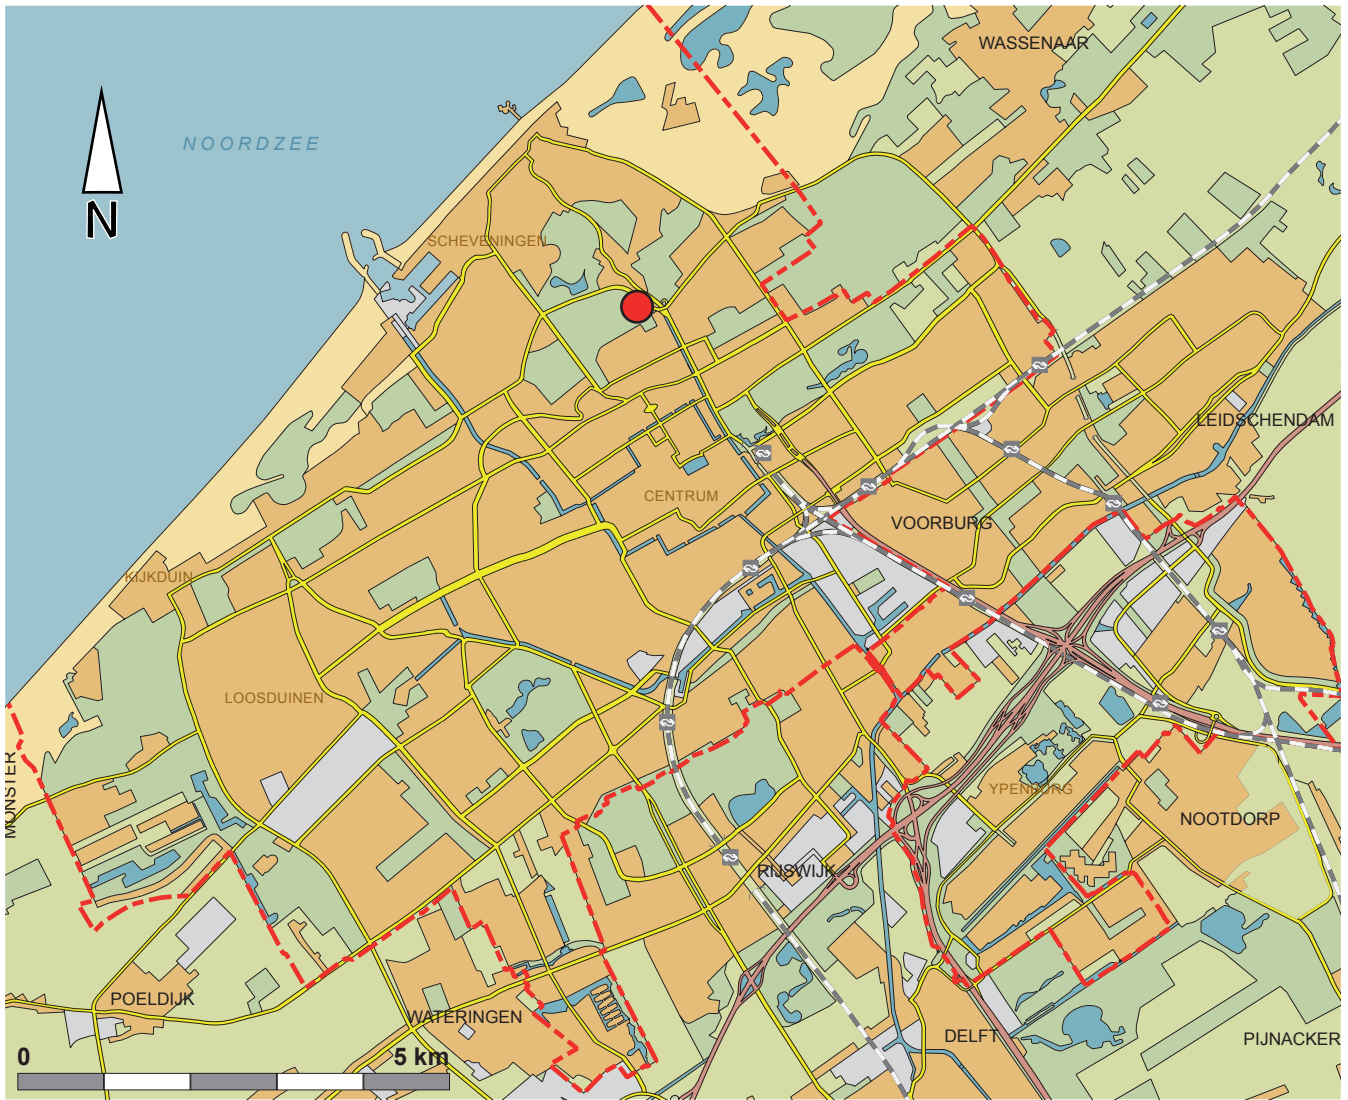 WASSENAAR
NOORDZEE
N
SCHEVENINGEN
LEIDSCHENDAM
CENTRUM
VOORBURG
KIJKDUIN
LOOSDUINEN
MONSTER
YPENBURG
NOOTDORP
RIJSWIJK
POELDIJK
WATERINGEN
DELFT
PIJNACKER
0 5 km